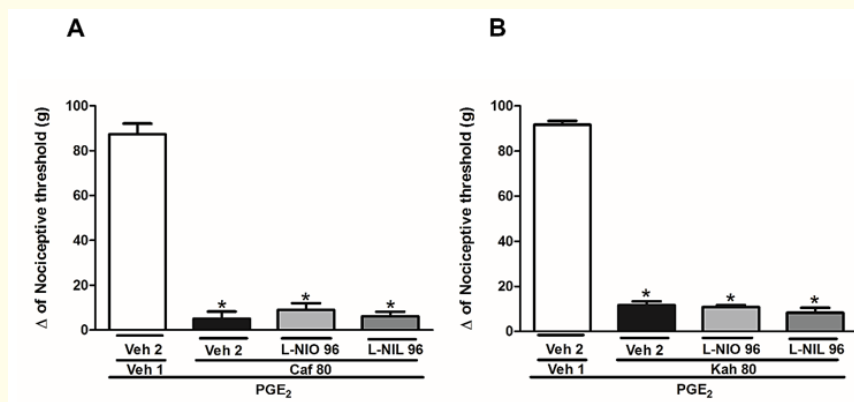 A
Δ of Nociceptive threshold (g)
100
80
60
40
20
0
* * *
Veh 2 Veh 2 L-NIO 96 L-NIL 96
Veh 1 Caf 80
PGE₂
B
Δ of Nociceptive threshold (g)
100
80
60
40
20
0
* * *
Veh 2 Veh 2 L-NIO 96 L-NIL 96
Veh 1 Kah 80
PGE₂